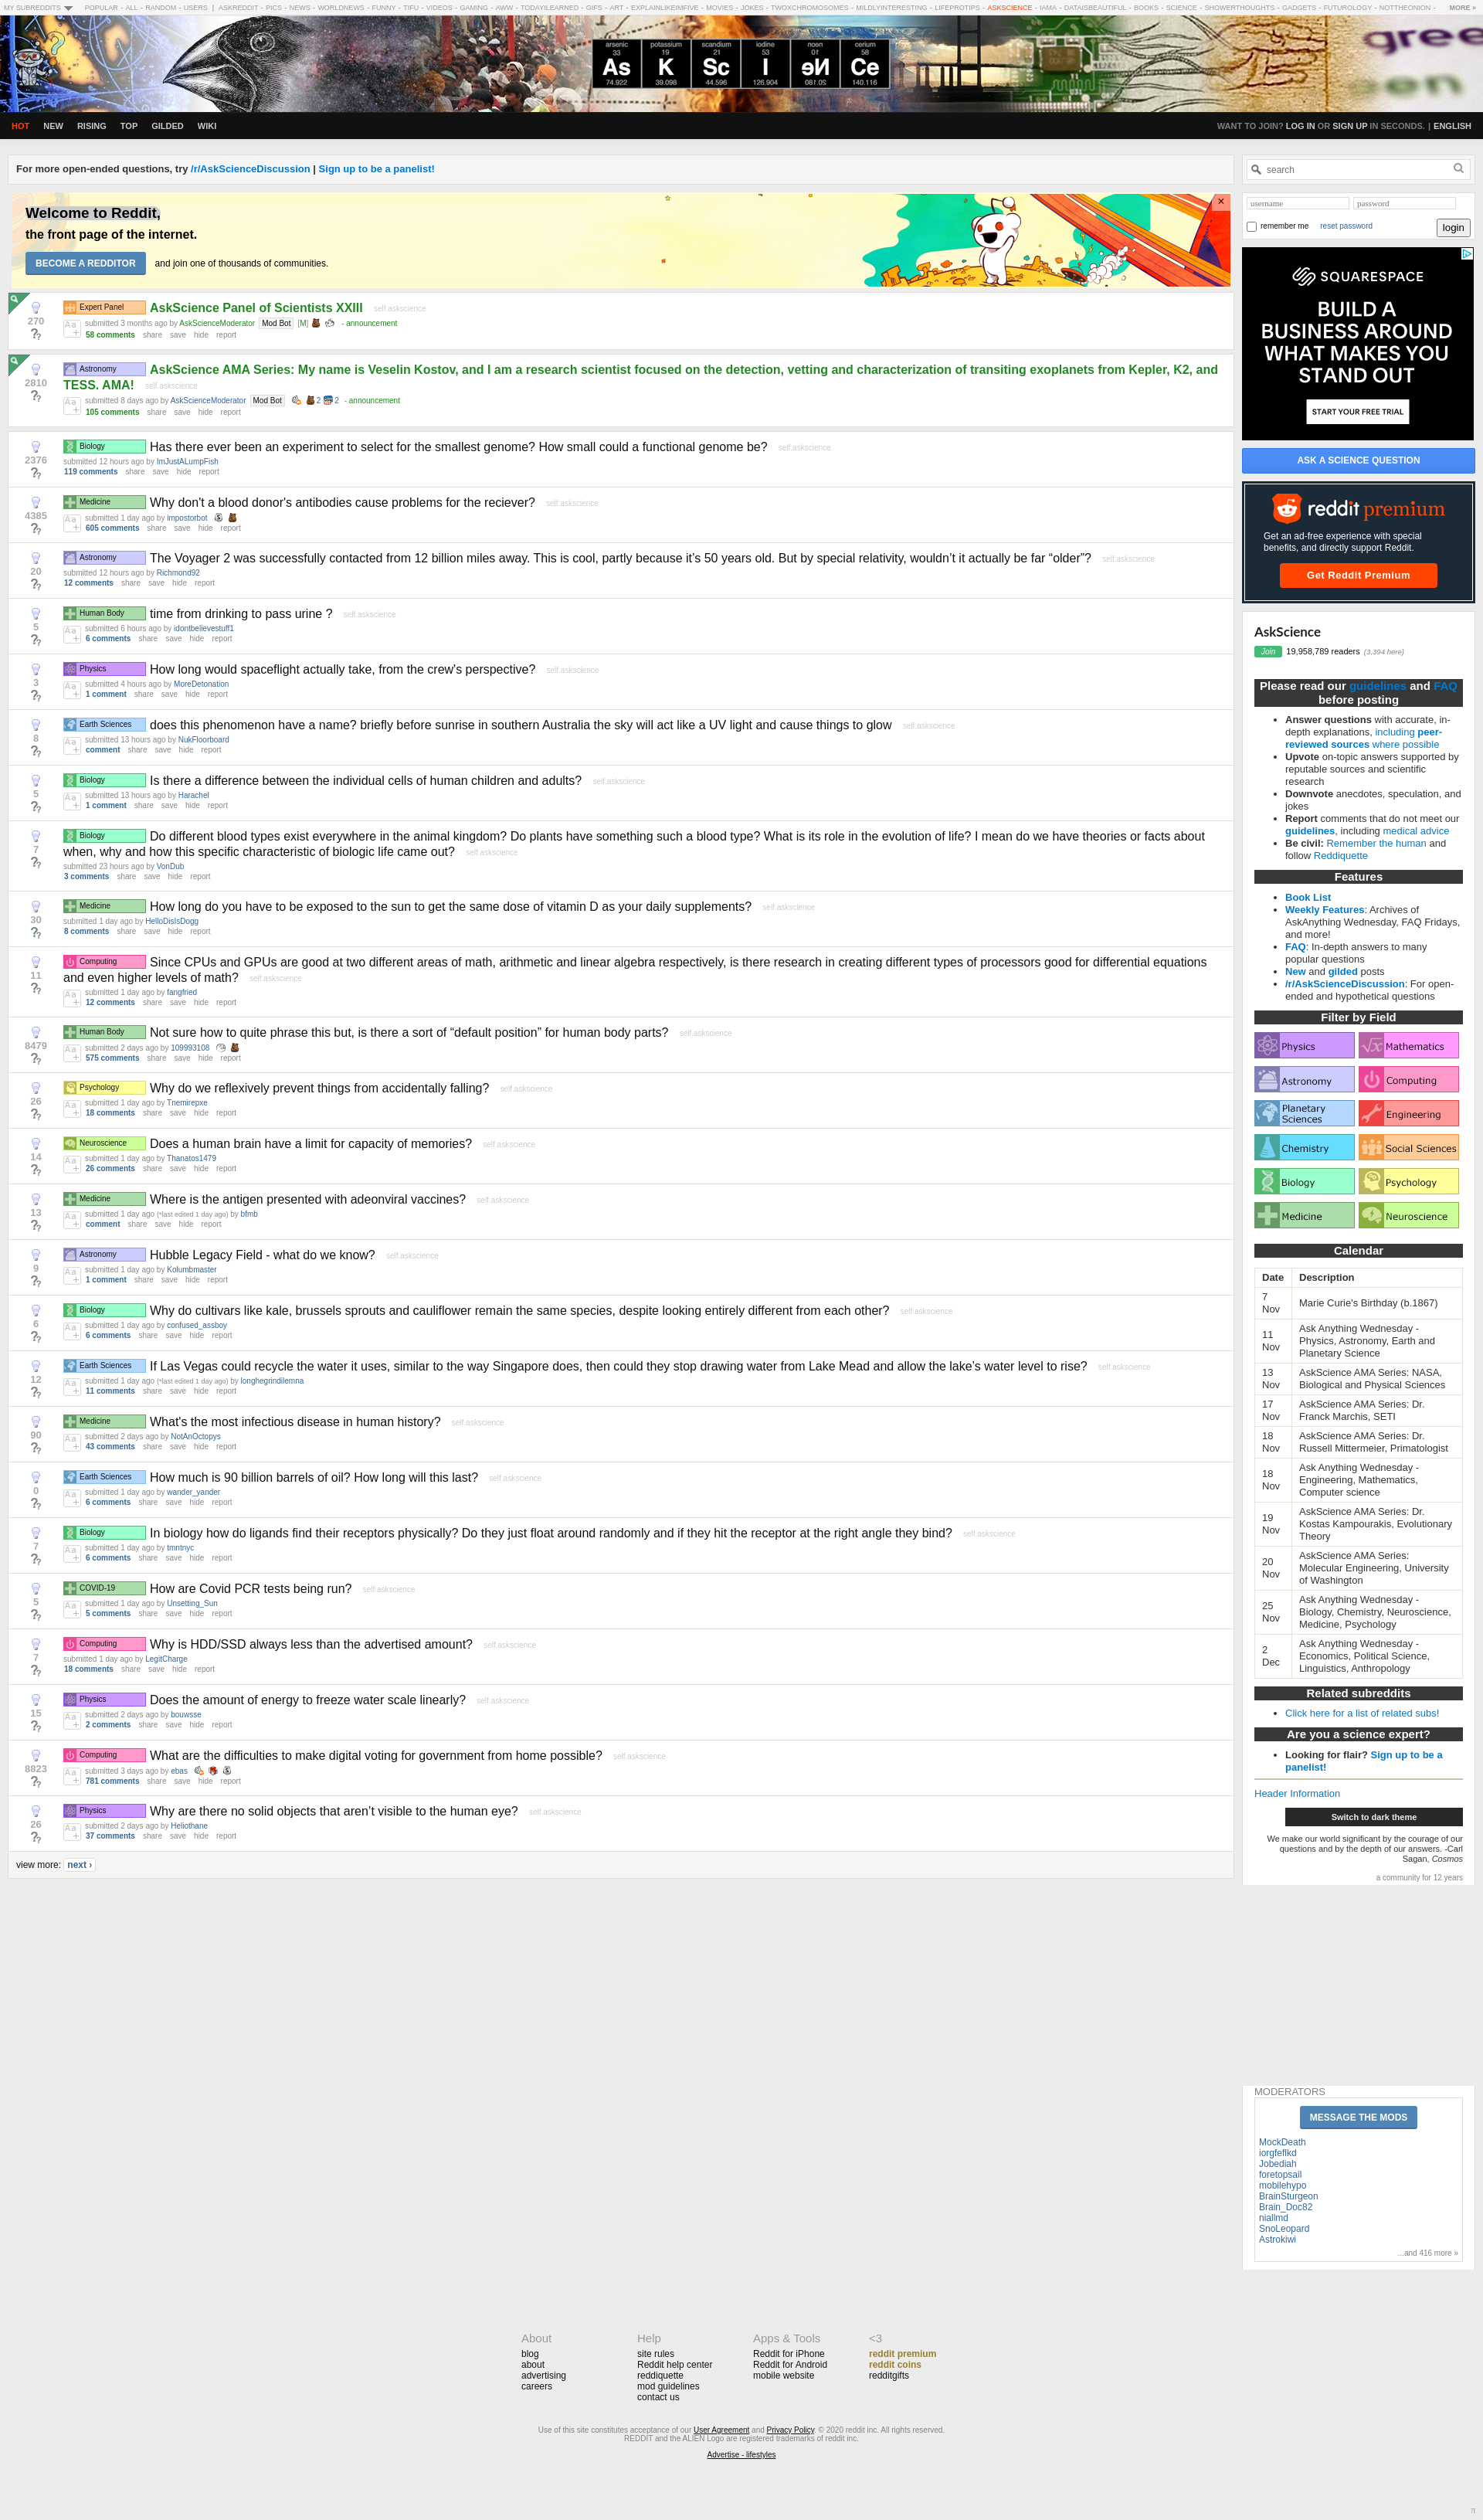 MY SUBREDDITS POPULAR - ALL - RANDOM - USERS | ASKREDDIT - PICS - NEWS - WORLDNEWS - FUNNY - TIFU - VIDEOS - GAMING - AWW - TODAYILEARNED - GIFS - ART - EXPLAINLIKEIMFIVE - MOVIES - JOKES - TWOXCHROMOSOMES - MILDLYINTERESTING - LIFEPROTIPS - ASKSCIENCE - IAMA - DATAISBEAUTIFUL - BOOKS - SCIENCE - SHOWERTHOUGHTS - GADGETS - FUTUROLOGY - NOTTHEONION - MORE »
arsenic potassium scandium iodine neon cerium
33 19 21 53 10 58
As K Sc I Ne Ce
74.922 39.098 44.596 126.904 20.180 140.116
HOT NEW RISING TOP GILDED WIKI
WANT TO JOIN? LOG IN OR SIGN UP IN SECONDS. | ENGLISH
For more open-ended questions, try /r/AskScienceDiscussion | Sign up to be a panelist!
Welcome to Reddit,
the front page of the internet.
BECOME A REDDITOR and join one of thousands of communities.
×
270
Expert Panel AskScience Panel of Scientists XXIII self.askscience
submitted 3 months ago by AskScienceModerator Mod Bot [M] - announcement
58 comments share save hide report
2810
Astronomy AskScience AMA Series: My name is Veselin Kostov, and I am a research scientist focused on the detection, vetting and characterization of transiting exoplanets from Kepler, K2, and
TESS. AMA! self.askscience
submitted 8 days ago by AskScienceModerator Mod Bot 2 2 - announcement
105 comments share save hide report
2376
Biology Has there ever been an experiment to select for the smallest genome? How small could a functional genome be? self.askscience
submitted 12 hours ago by ImJustALumpFish
119 comments share save hide report
4385
Medicine Why don't a blood donor's antibodies cause problems for the reciever? self.askscience
submitted 1 day ago by impostorbot
605 comments share save hide report
20
Astronomy The Voyager 2 was successfully contacted from 12 billion miles away. This is cool, partly because it’s 50 years old. But by special relativity, wouldn’t it actually be far “older”? self.askscience
submitted 12 hours ago by Richmond92
12 comments share save hide report
5
Human Body time from drinking to pass urine ? self.askscience
submitted 6 hours ago by idontbelievestuff1
6 comments share save hide report
3
Physics How long would spaceflight actually take, from the crew's perspective? self.askscience
submitted 4 hours ago by MoreDetonation
1 comment share save hide report
8
Earth Sciences does this phenomenon have a name? briefly before sunrise in southern Australia the sky will act like a UV light and cause things to glow self.askscience
submitted 13 hours ago by NukFloorboard
comment share save hide report
5
Biology Is there a difference between the individual cells of human children and adults? self.askscience
submitted 13 hours ago by Harachel
1 comment share save hide report
7
Biology Do different blood types exist everywhere in the animal kingdom? Do plants have something such a blood type? What is its role in the evolution of life? I mean do we have theories or facts about
when, why and how this specific characteristic of biologic life came out? self.askscience
submitted 23 hours ago by VonDub
3 comments share save hide report
30
Medicine How long do you have to be exposed to the sun to get the same dose of vitamin D as your daily supplements? self.askscience
submitted 1 day ago by HelloDisIsDogg
8 comments share save hide report
11
Computing Since CPUs and GPUs are good at two different areas of math, arithmetic and linear algebra respectively, is there research in creating different types of processors good for differential equations
and even higher levels of math? self.askscience
submitted 1 day ago by fangfried
12 comments share save hide report
8479
Human Body Not sure how to quite phrase this but, is there a sort of “default position” for human body parts? self.askscience
submitted 2 days ago by 109993108
575 comments share save hide report
26
Psychology Why do we reflexively prevent things from accidentally falling? self.askscience
submitted 1 day ago by Tnemirepxe
18 comments share save hide report
14
Neuroscience Does a human brain have a limit for capacity of memories? self.askscience
submitted 1 day ago by Thanatos1479
26 comments share save hide report
13
Medicine Where is the antigen presented with adeonviral vaccines? self.askscience
submitted 1 day ago (*last edited 1 day ago) by bfmb
comment share save hide report
9
Astronomy Hubble Legacy Field - what do we know? self.askscience
submitted 1 day ago by Kolumbmaster
1 comment share save hide report
6
Biology Why do cultivars like kale, brussels sprouts and cauliflower remain the same species, despite looking entirely different from each other? self.askscience
submitted 1 day ago by confused_assboy
6 comments share save hide report
12
Earth Sciences If Las Vegas could recycle the water it uses, similar to the way Singapore does, then could they stop drawing water from Lake Mead and allow the lake’s water level to rise? self.askscience
submitted 1 day ago (*last edited 1 day ago) by longhegrindilemna
11 comments share save hide report
90
Medicine What's the most infectious disease in human history? self.askscience
submitted 2 days ago by NotAnOctopys
43 comments share save hide report
0
Earth Sciences How much is 90 billion barrels of oil? How long will this last? self.askscience
submitted 1 day ago by wander_yander
6 comments share save hide report
7
Biology In biology how do ligands find their receptors physically? Do they just float around randomly and if they hit the receptor at the right angle they bind? self.askscience
submitted 1 day ago by tmntnyc
6 comments share save hide report
5
COVID-19 How are Covid PCR tests being run? self.askscience
submitted 1 day ago by Unsetting_Sun
5 comments share save hide report
7
Computing Why is HDD/SSD always less than the advertised amount? self.askscience
submitted 1 day ago by LegitCharge
18 comments share save hide report
15
Physics Does the amount of energy to freeze water scale linearly? self.askscience
submitted 2 days ago by bouwsse
2 comments share save hide report
8823
Computing What are the difficulties to make digital voting for government from home possible? self.askscience
submitted 3 days ago by ebas
781 comments share save hide report
26
Physics Why are there no solid objects that aren’t visible to the human eye? self.askscience
submitted 2 days ago by Heliothane
37 comments share save hide report
view more: next ›
search
username password
remember me reset password login
SQUARESPACE
BUILD A
BUSINESS AROUND
WHAT MAKES YOU
STAND OUT
START YOUR FREE TRIAL
ASK A SCIENCE QUESTION
reddit premium
Get an ad-free experience with special
benefits, and directly support Reddit.
Get Reddit Premium
AskScience
Join 19,958,789 readers (3,394 here)
Please read our guidelines and FAQ
before posting
Answer questions with accurate, in-
depth explanations, including peer-
reviewed sources where possible
Upvote on-topic answers supported by
reputable sources and scientific
research
Downvote anecdotes, speculation, and
jokes
Report comments that do not meet our
guidelines, including medical advice
Be civil: Remember the human and
follow Reddiquette
Features
Book List
Weekly Features: Archives of
AskAnything Wednesday, FAQ Fridays,
and more!
FAQ: In-depth answers to many
popular questions
New and gilded posts
/r/AskScienceDiscussion: For open-
ended and hypothetical questions
Filter by Field
Physics Mathematics
Astronomy Computing
Planetary
Sciences Engineering
Chemistry Social Sciences
Biology Psychology
Medicine Neuroscience
Calendar
Date Description
7
Nov
Marie Curie's Birthday (b.1867)
11
Nov
Ask Anything Wednesday -
Physics, Astronomy, Earth and
Planetary Science
13
Nov
AskScience AMA Series: NASA,
Biological and Physical Sciences
17
Nov
AskScience AMA Series: Dr.
Franck Marchis, SETI
18
Nov
AskScience AMA Series: Dr.
Russell Mittermeier, Primatologist
18
Nov
Ask Anything Wednesday -
Engineering, Mathematics,
Computer science
19
Nov
AskScience AMA Series: Dr.
Kostas Kampourakis, Evolutionary
Theory
20
Nov
AskScience AMA Series:
Molecular Engineering, University
of Washington
25
Nov
Ask Anything Wednesday -
Biology, Chemistry, Neuroscience,
Medicine, Psychology
2
Dec
Ask Anything Wednesday -
Economics, Political Science,
Linguistics, Anthropology
Related subreddits
Click here for a list of related subs!
Are you a science expert?
Looking for flair? Sign up to be a
panelist!
Header Information
Switch to dark theme
We make our world significant by the courage of our
questions and by the depth of our answers. -Carl
Sagan, Cosmos
a community for 12 years
MODERATORS
MESSAGE THE MODS
MockDeath
iorgfeflkd
Jobediah
foretopsail
mobilehypo
BrainSturgeon
Brain_Doc82
niallmd
SnoLeopard
Astrokiwi
...and 416 more »
About
blog
about
advertising
careers
Help
site rules
Reddit help center
reddiquette
mod guidelines
contact us
Apps & Tools
Reddit for iPhone
Reddit for Android
mobile website
<3
reddit premium
reddit coins
redditgifts
Use of this site constitutes acceptance of our User Agreement and Privacy Policy. © 2020 reddit inc. All rights reserved.
REDDIT and the ALIEN Logo are registered trademarks of reddit inc.
Advertise - lifestyles
π